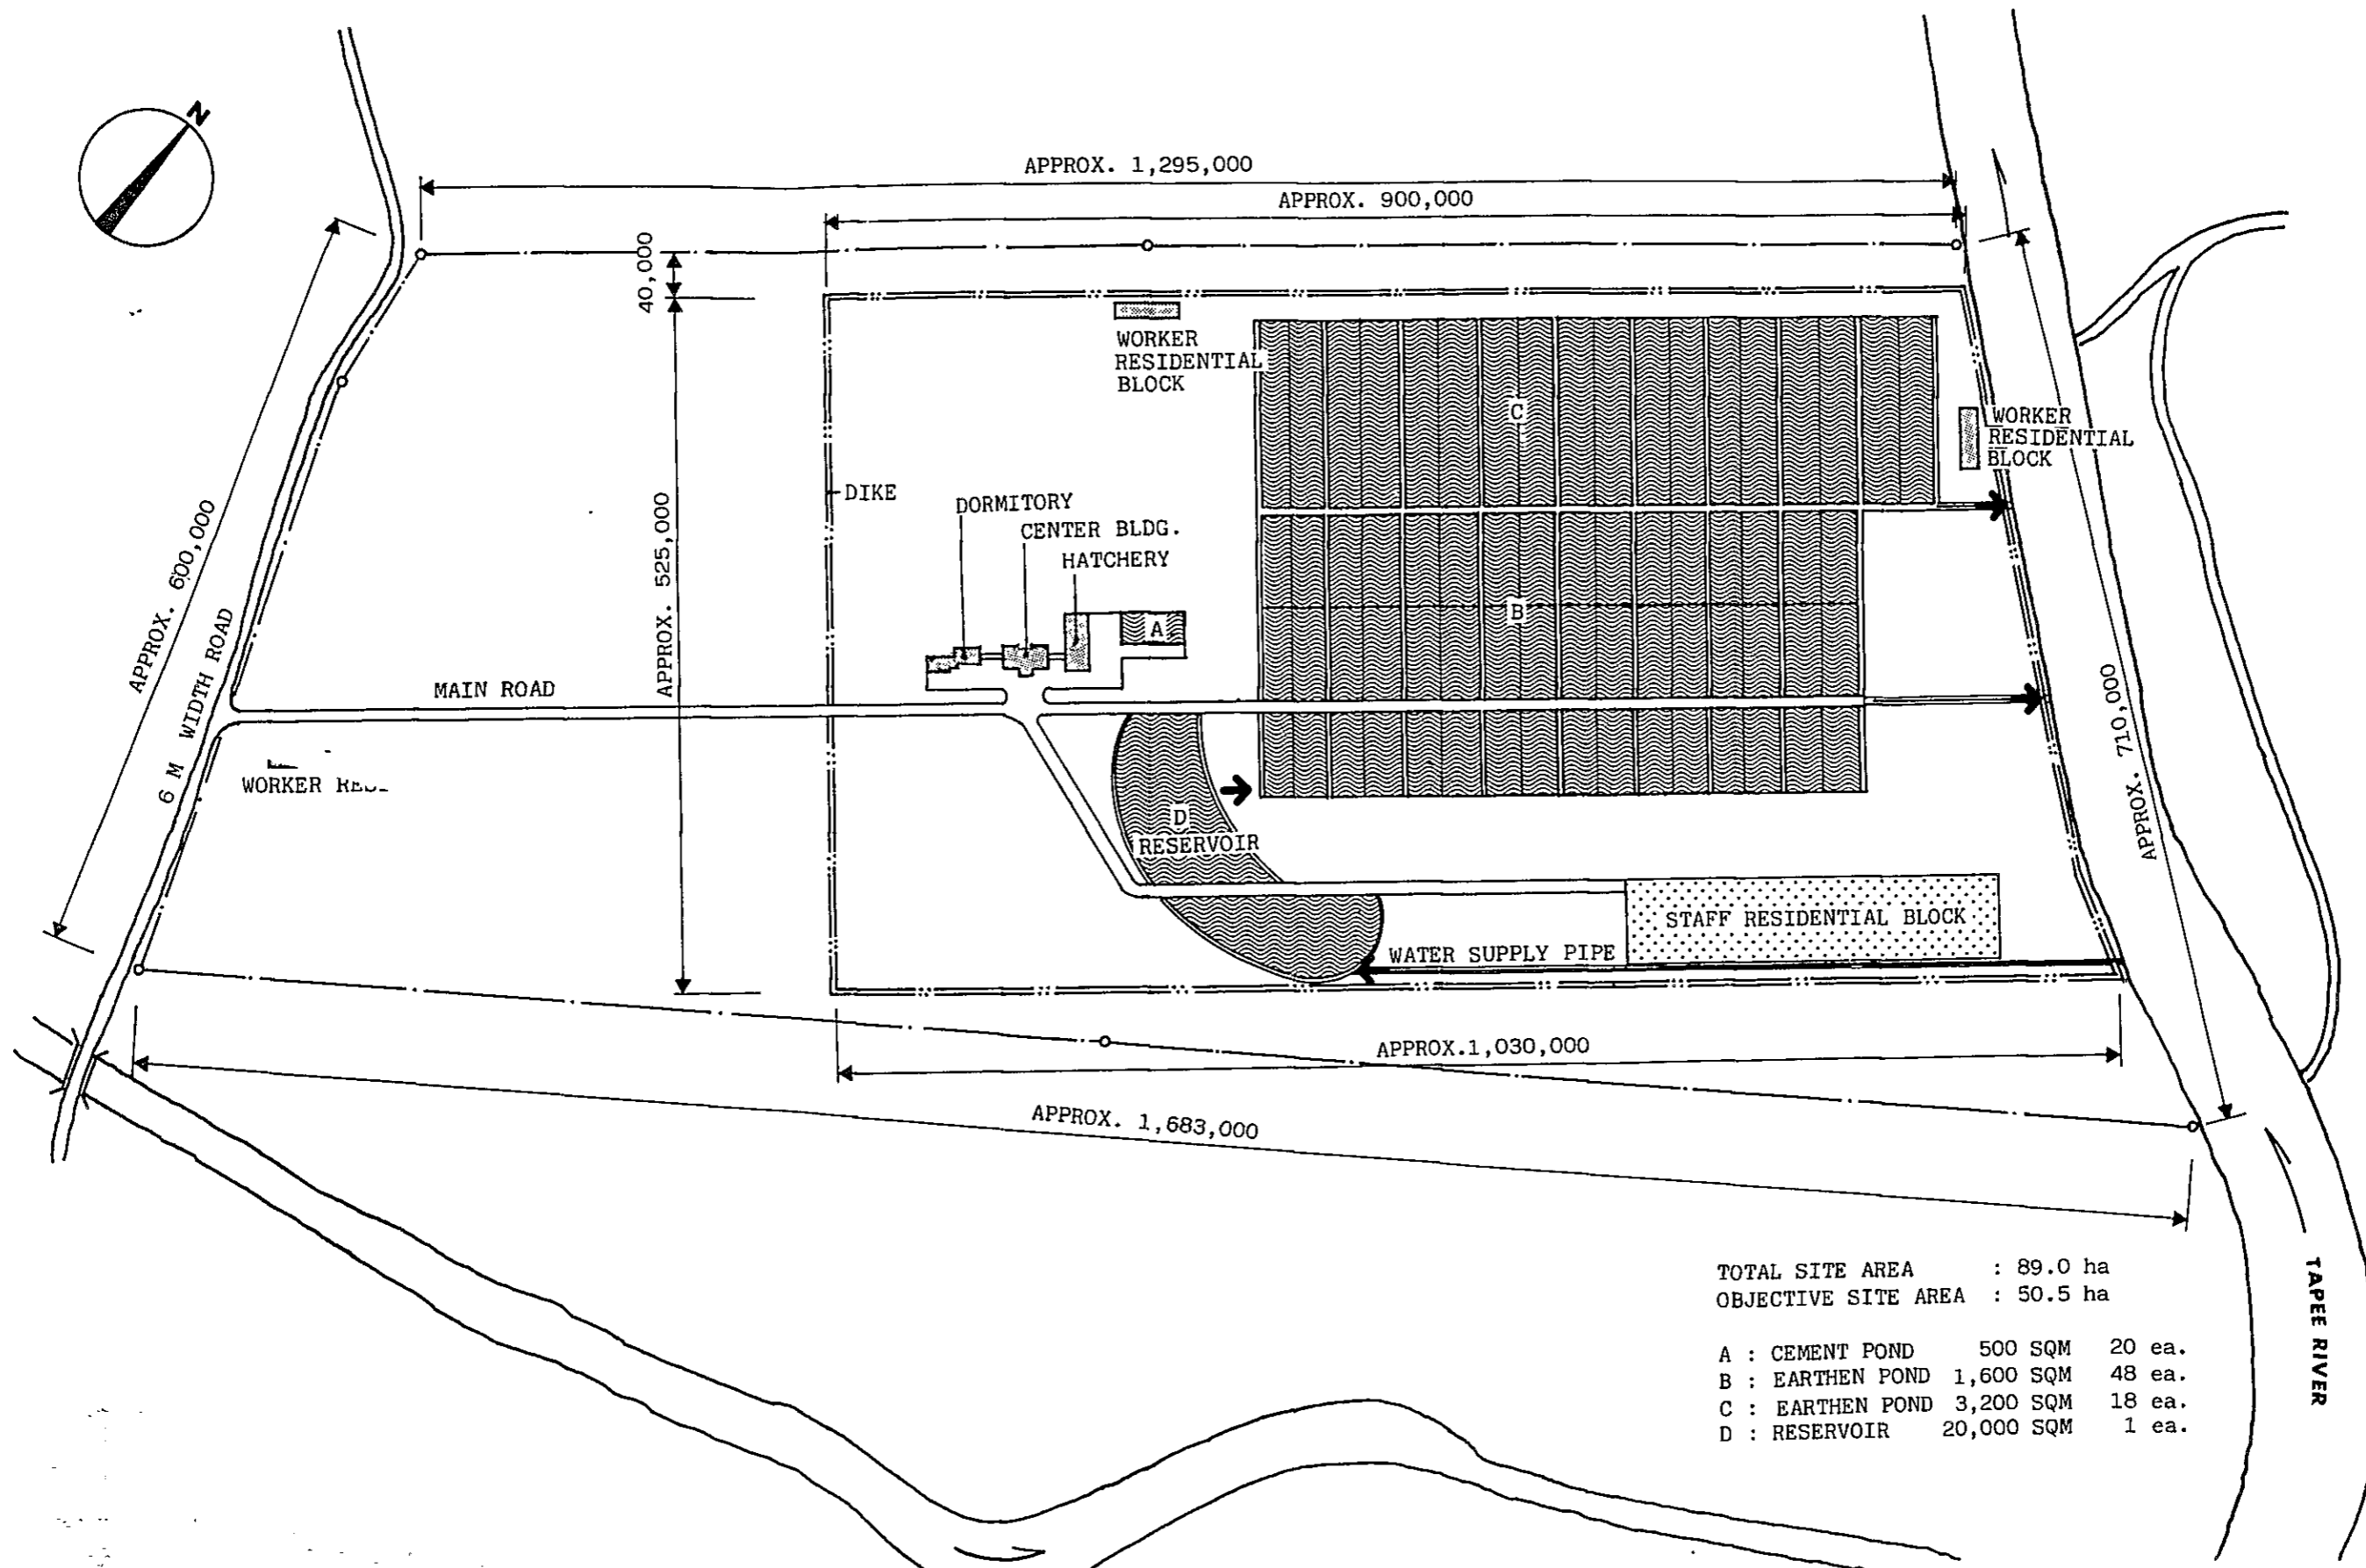 N
APPROX. 1,295,000
APPROX. 900,000
40,000
WORKER
RESIDENTIAL
BLOCK
C
WORKER
RESIDENTIAL
BLOCK
DIKE
DORMITORY
CENTER BLDG.
HATCHERY
APPROX. 600,000
APPROX. 525,000
B
A
6 M WIDTH ROAD
MAIN ROAD
APPROX. 710,000
WORKER
D
RESERVOIR
STAFF RESIDENTIAL BLOCK
WATER SUPPLY PIPE
APPROX.1,030,000
APPROX. 1,683,000
TAPEE RIVER
TOTAL SITE AREA : 89.0 ha
OBJECTIVE SITE AREA : 50.5 ha
A : CEMENT POND 500 SQM 20 ea.
B : EARTHEN POND 1,600 SQM 48 ea.
C : EARTHEN POND 3,200 SQM 18 ea.
D : RESERVOIR 20,000 SQM 1 ea.